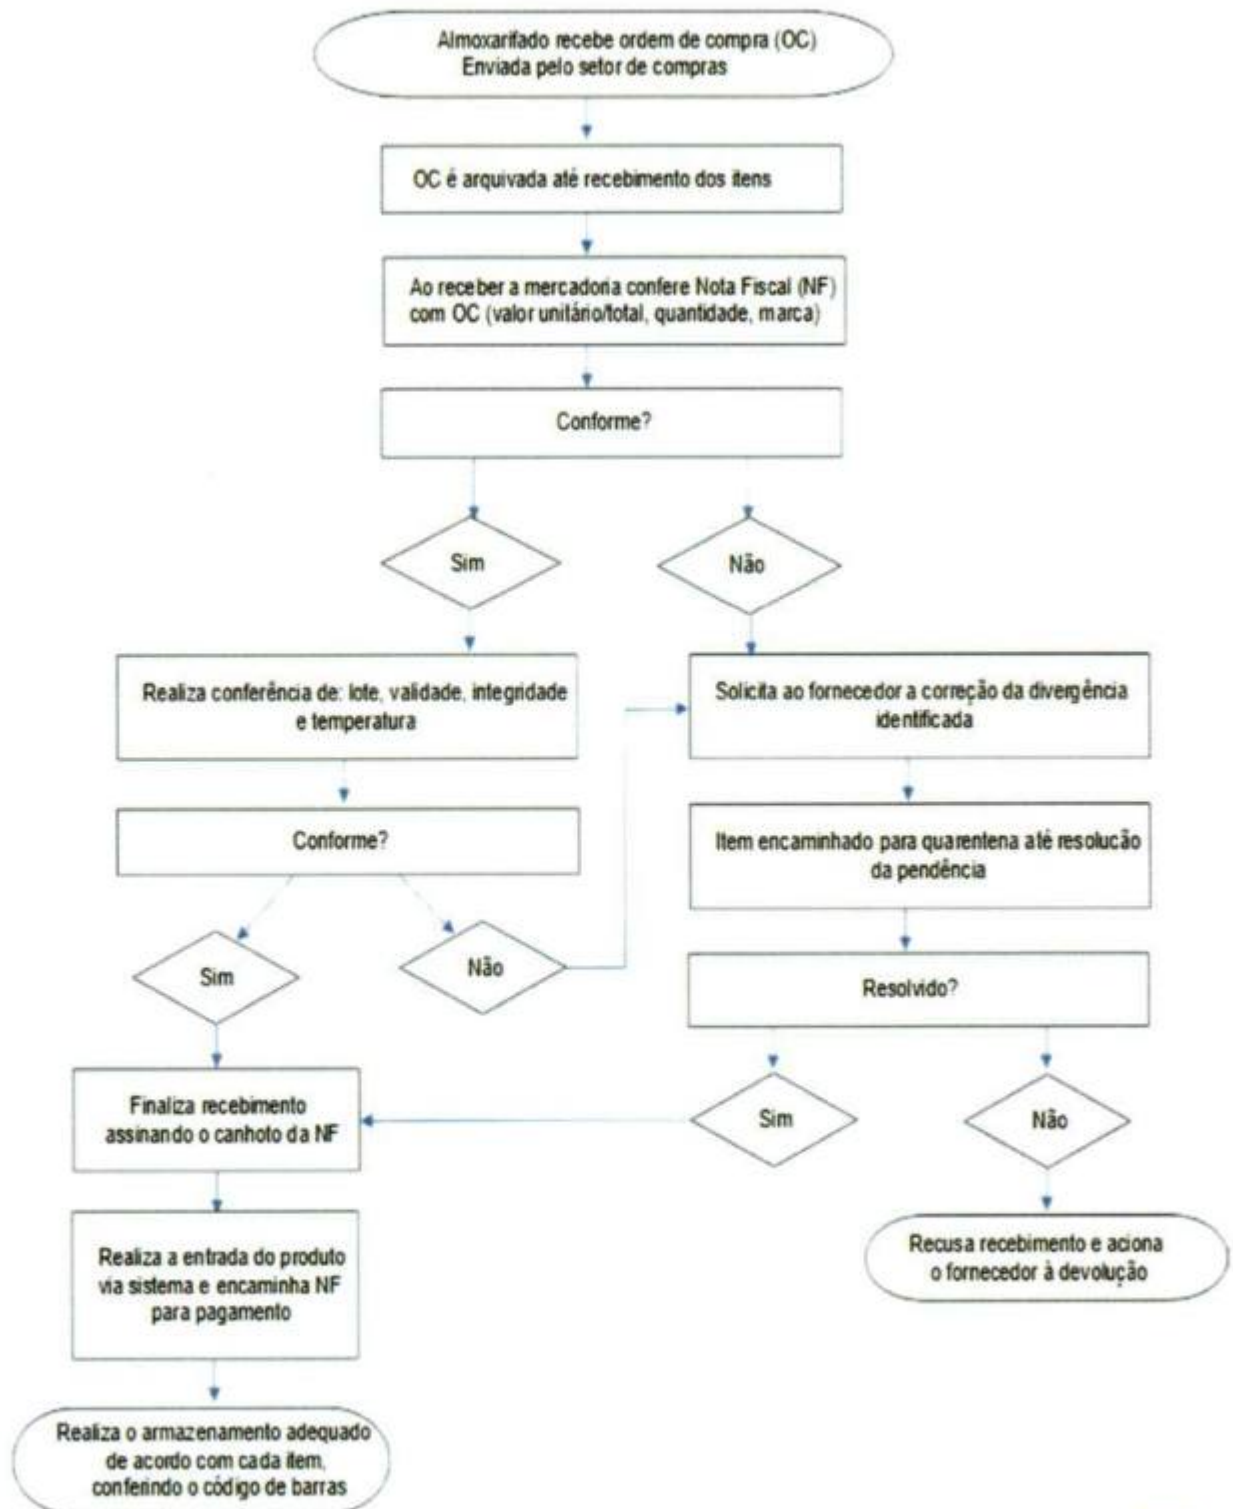 Almoxarifado recebe ordem de compra (OC)
Enviada pelo setor de compras
OC é arquivada até recebimento dos itens
Ao receber a mercadoria confere Nota Fiscal (NF)
com OC (valor unitário/total, quantidade, marca)
Conforme?
Sim
Não
Realiza conferência de: lote, validade, integridade
e temperatura
Solicita ao fornecedor a correção da divergência
identificada
Conforme?
Item encaminhado para quarentena até resolucão
da pendência
Sim
Não
Resolvido?
Finaliza recebimento
assinando o canhoto da NF
Sim
Não
Realiza a entrada do produto
via sistema e encaminha NF
para pagamento
Recusa recebimento e aciona
o fornecedor à devolução
Realiza o armazenamento adequado
de acordo com cada item,
conferindo o código de barras